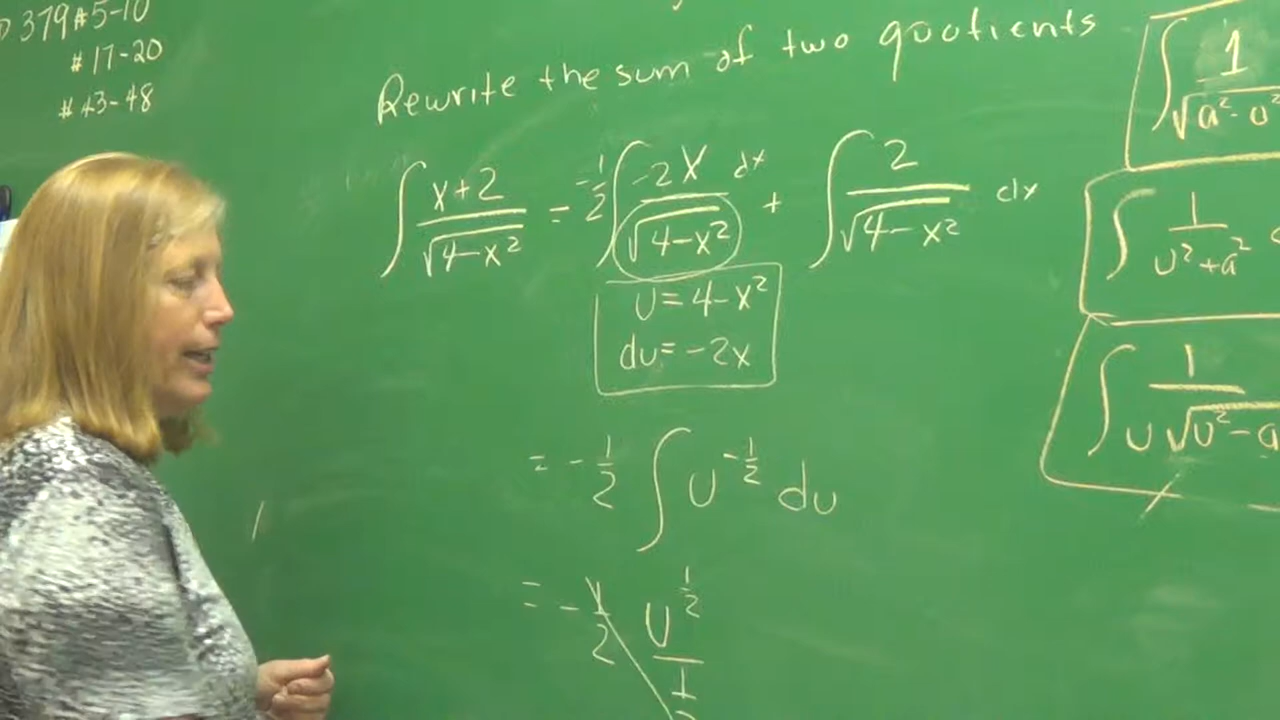 379 # 5-10
# 17-20
# 43-48
Rewrite the sum of two quotients
∫ x+2 / √4-x² = -1/2 ∫ -2x / √4-x² dx + ∫ 2 / √4-x² dx
u = 4-x²
du = -2x
= -1/2 ∫ u^-1/2 du
= -1/2 u^1/2 / 1
∫ 1 / √a²-u²
∫ 1 / u²+a²
∫ 1 / u√u²-a